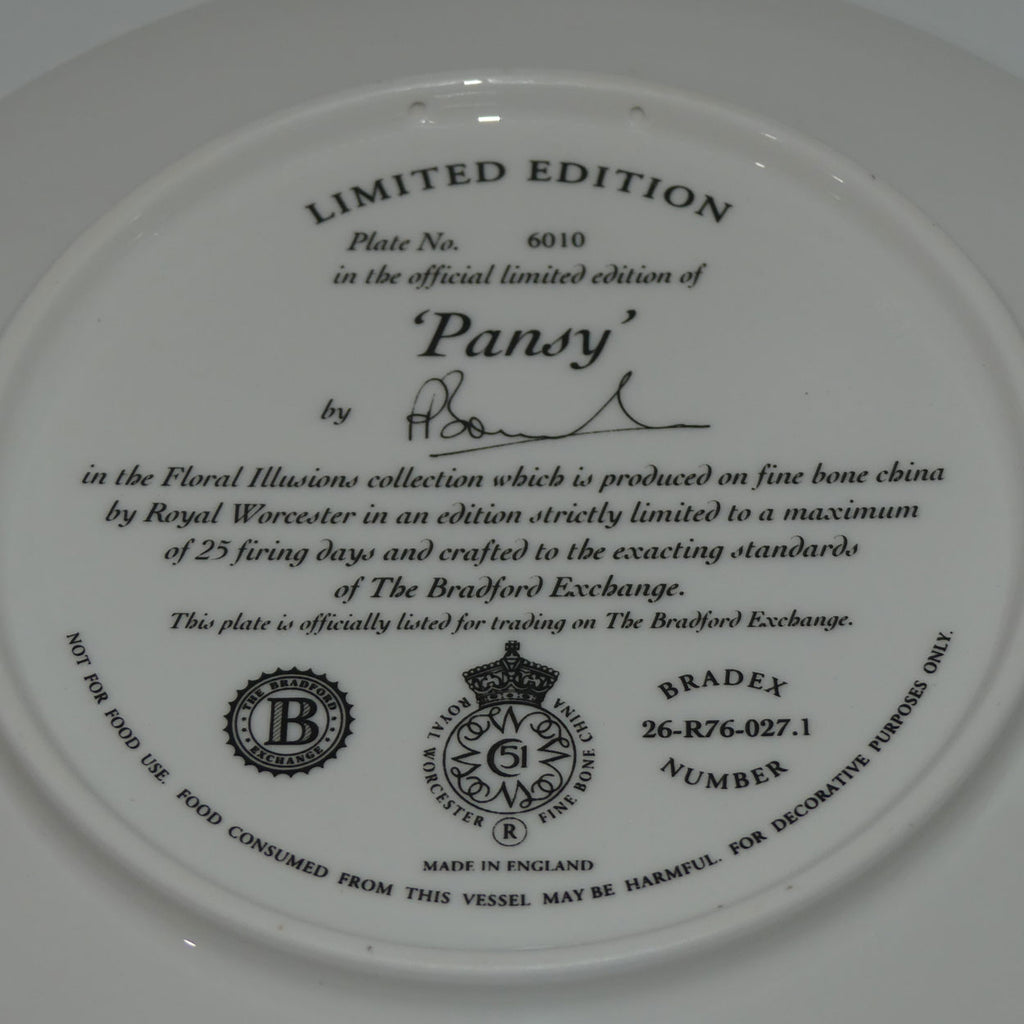 LIMITED EDITION
Plate No. 6010
in the official limited edition of
‘Pansy’
by
in the Floral Illusions collection which is produced on fine bone china
by Royal Worcester in an edition strictly limited to a maximum
of 25 firing days and crafted to the exacting standards
of The Bradford Exchange.
This plate is officially listed for trading on The Bradford Exchange.
THE BRADFORD
B
EXCHANGE
ROYAL WORCESTER
FINE BONE CHINA
51
R
BRADEX
26-R76-027.1
NUMBER
MADE IN ENGLAND
NOT FOR FOOD USE. FOOD CONSUMED FROM THIS VESSEL MAY BE HARMFUL. FOR DECORATIVE PURPOSES ONLY.